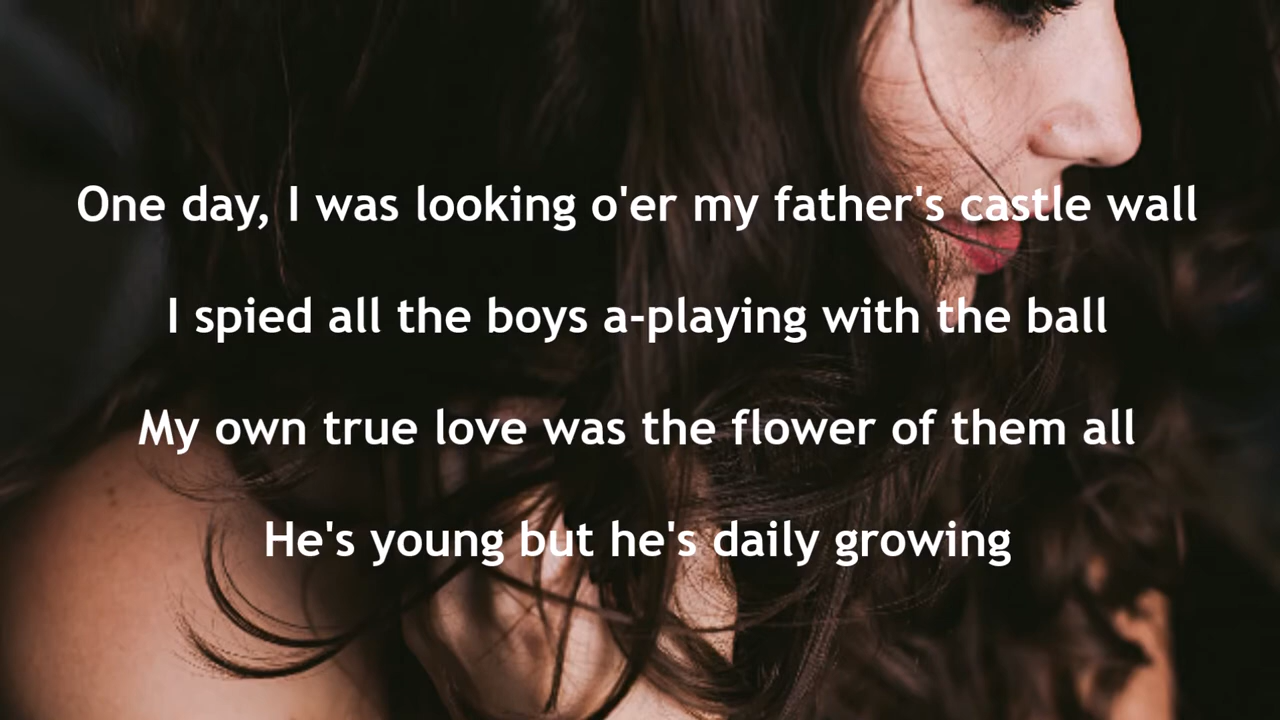 One day, I was looking o'er my father's castle wall
I spied all the boys a-playing with the ball
My own true love was the flower of them all
He's young but he's daily growing